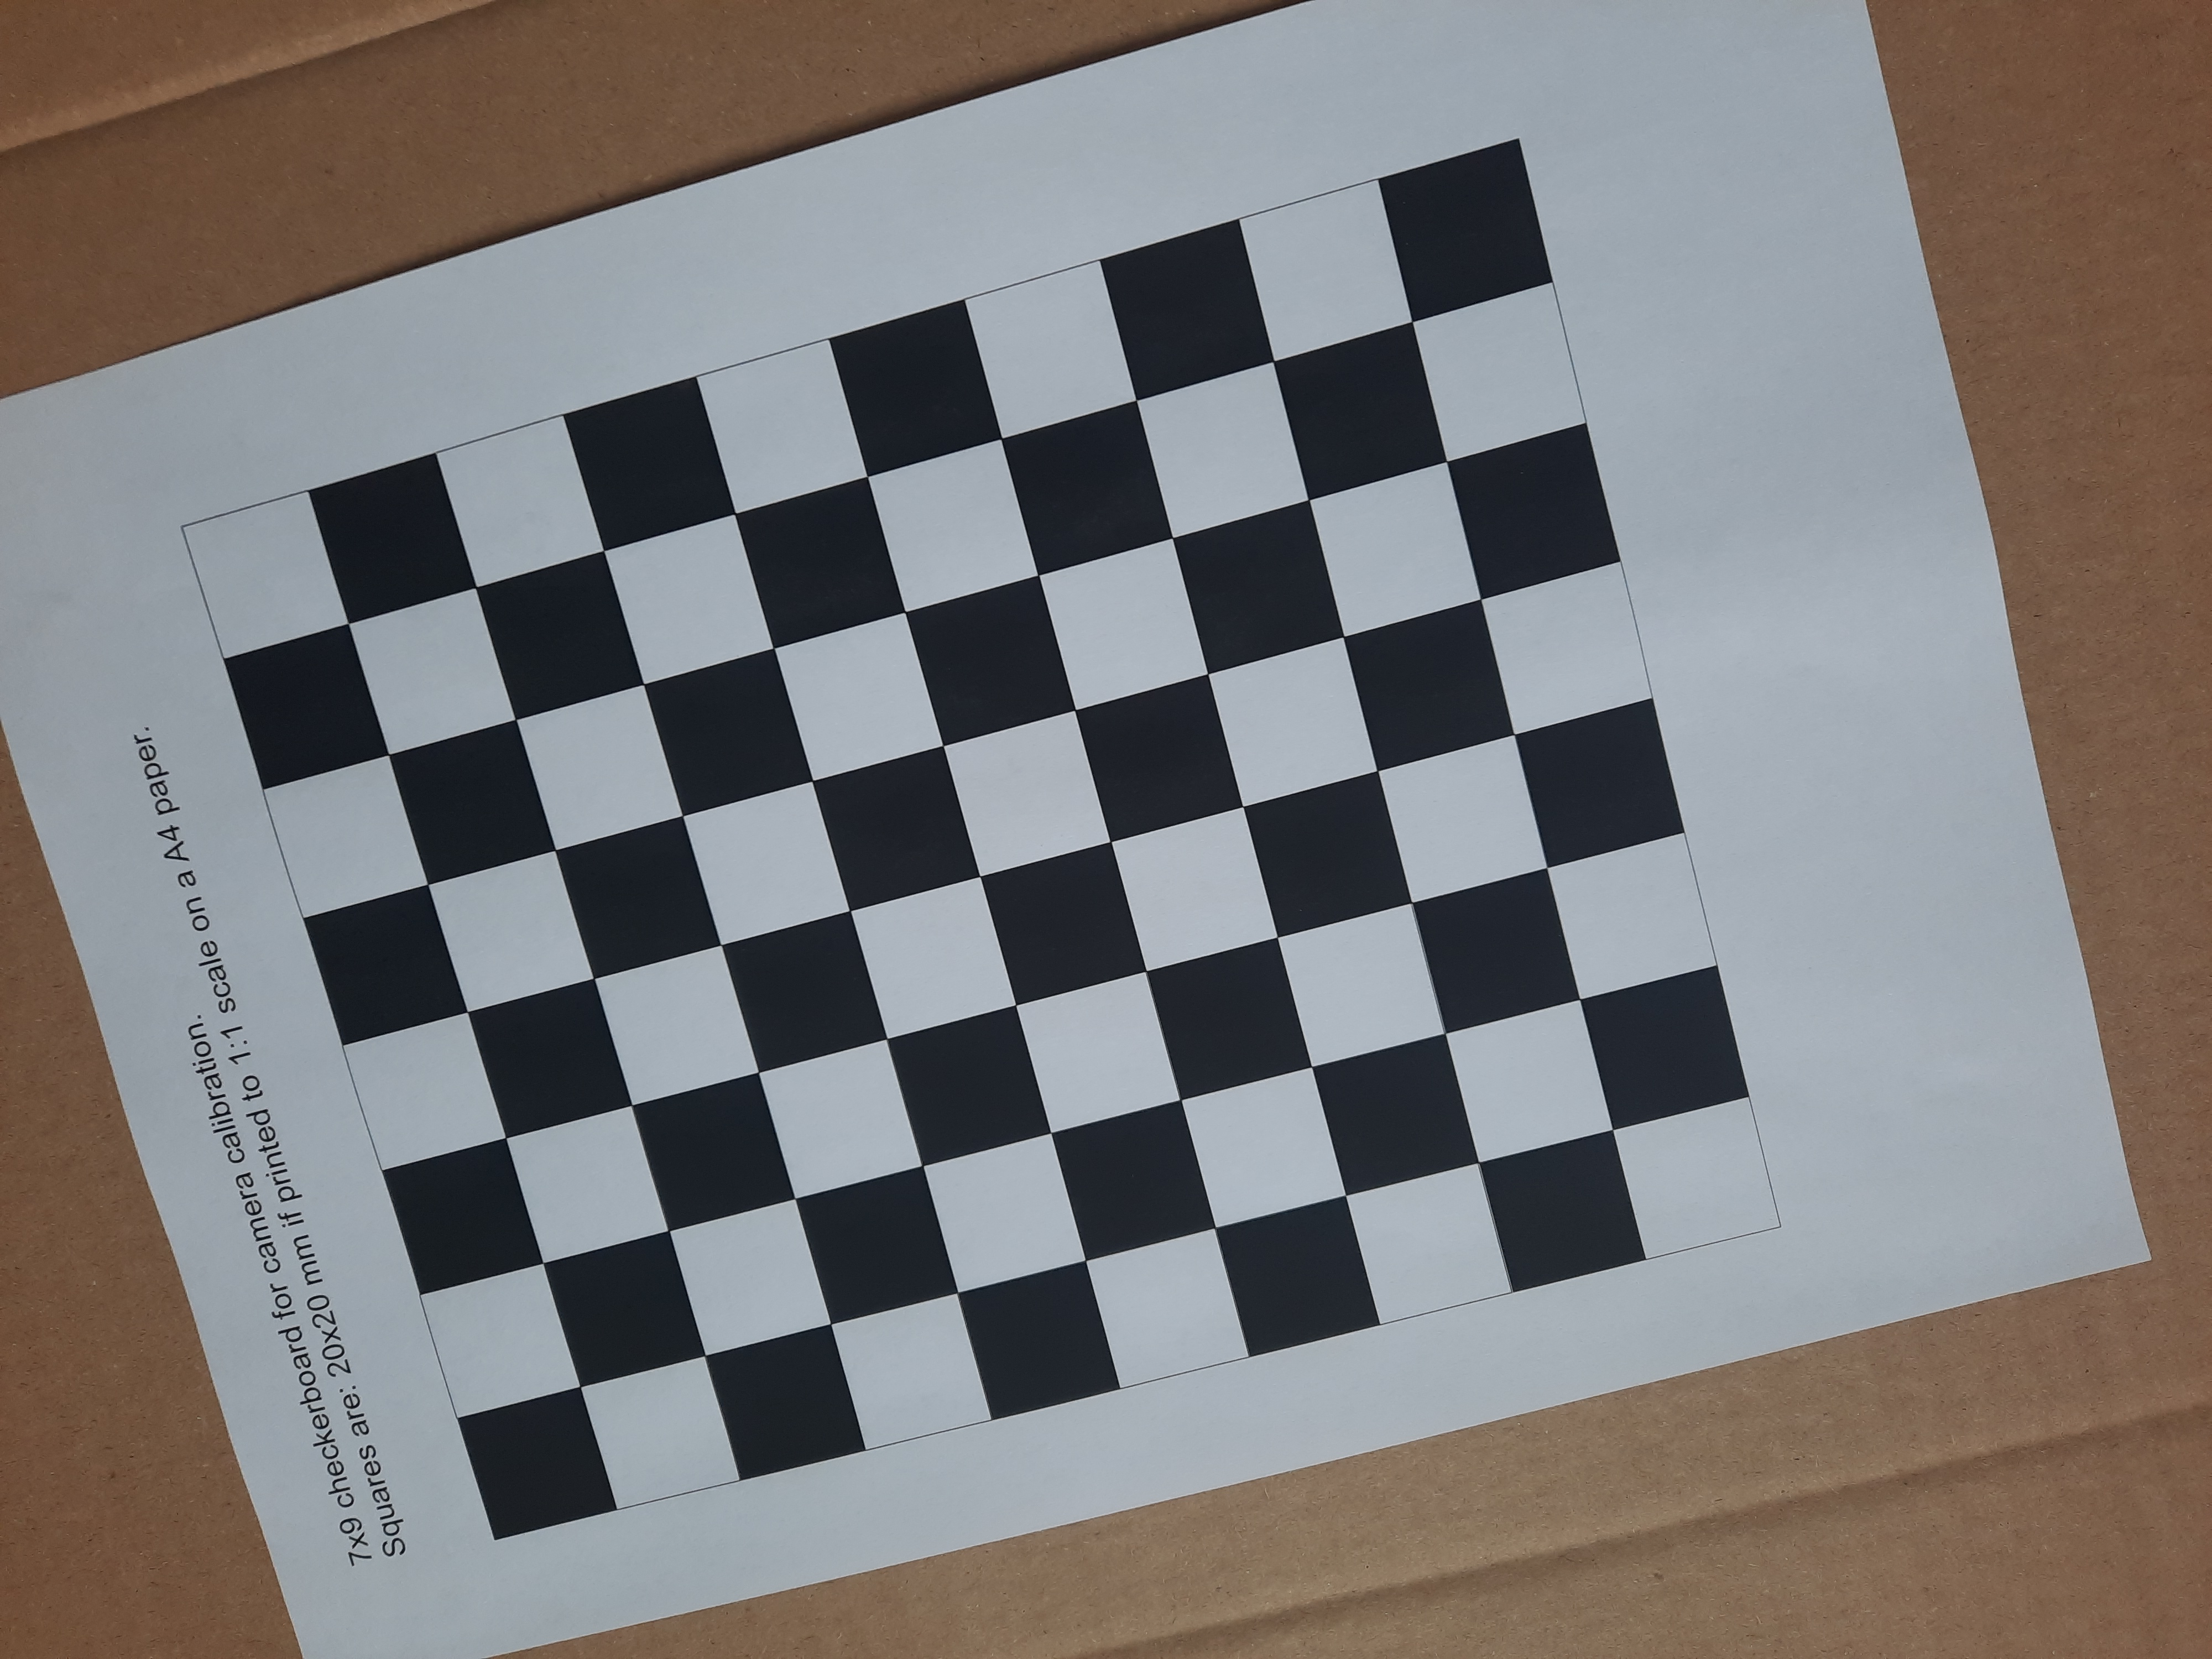 7x9 checkerboard for camera calibration.
Squares are: 20x20 mm if printed to 1:1 scale on a A4 paper.